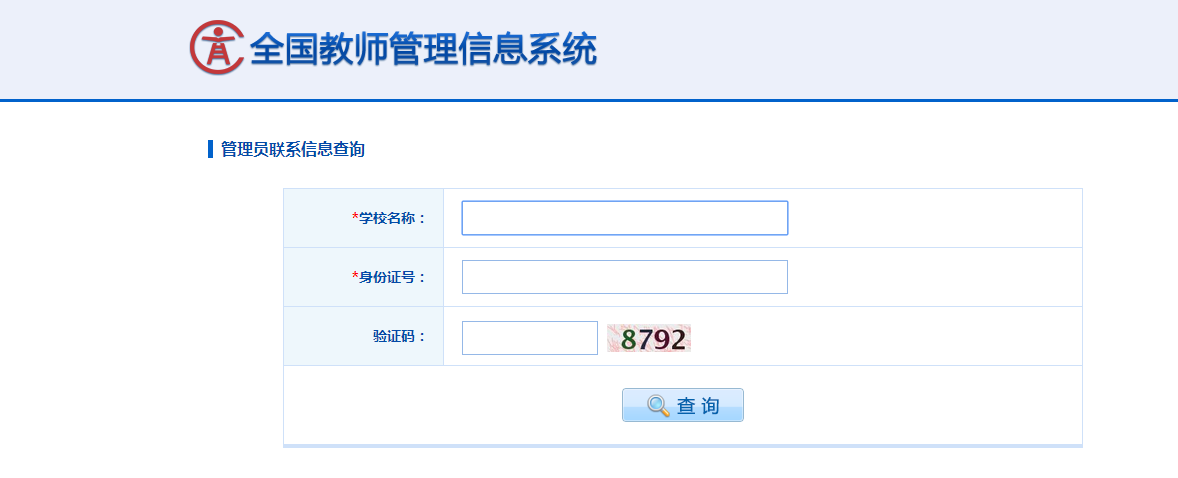 全国教师管理信息系统
管理员联系信息查询
*学校名称：
*身份证号：
验证码：
8792
查 询